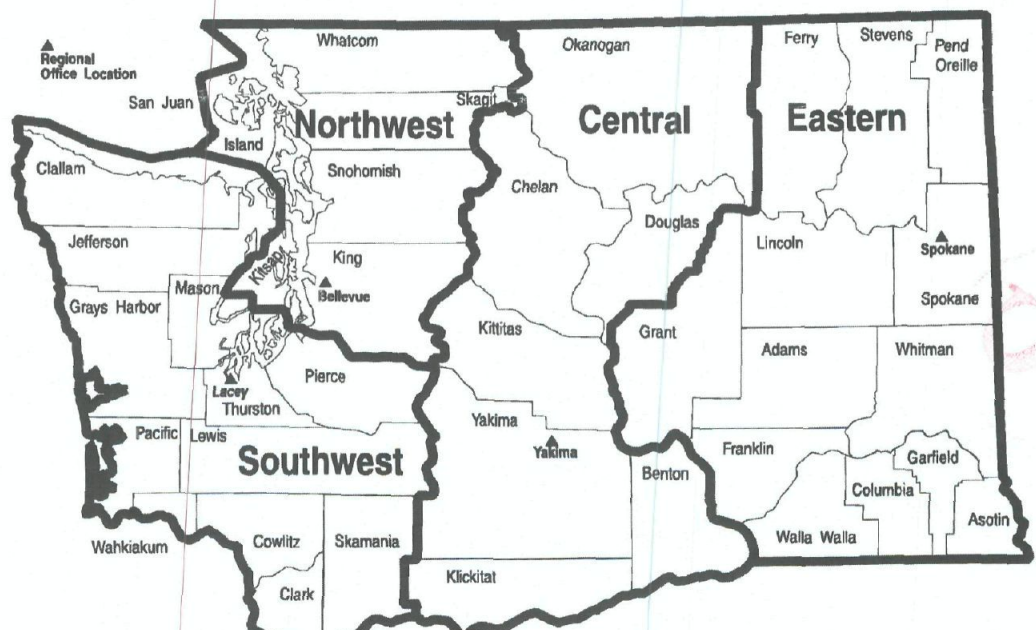 Regional
Office Location
San Juan
Whatcom
Skagit
Northwest
Island
Snohomish
King
Kitsap
Bellevue
Okanogan
Central
Chelan
Douglas
Kittitas
Yakima
Yakima
Benton
Klickitat
Ferry
Stevens
Pend
Oreille
Eastern
Lincoln
Spokane
Spokane
Grant
Adams
Whitman
Franklin
Garfield
Columbia
Walla Walla
Asotin
Clallam
Jefferson
Mason
Grays Harbor
Pierce
Lacey
Thurston
Pacific
Lewis
Southwest
Wahkiakum
Cowlitz
Skamania
Clark